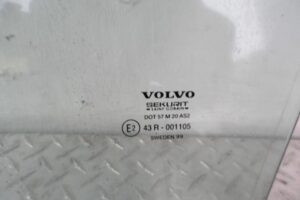 VOLVO
SEKURIT
DOT 57 M 20 AS2
E2 43 R - 001105
SWEDEN 99